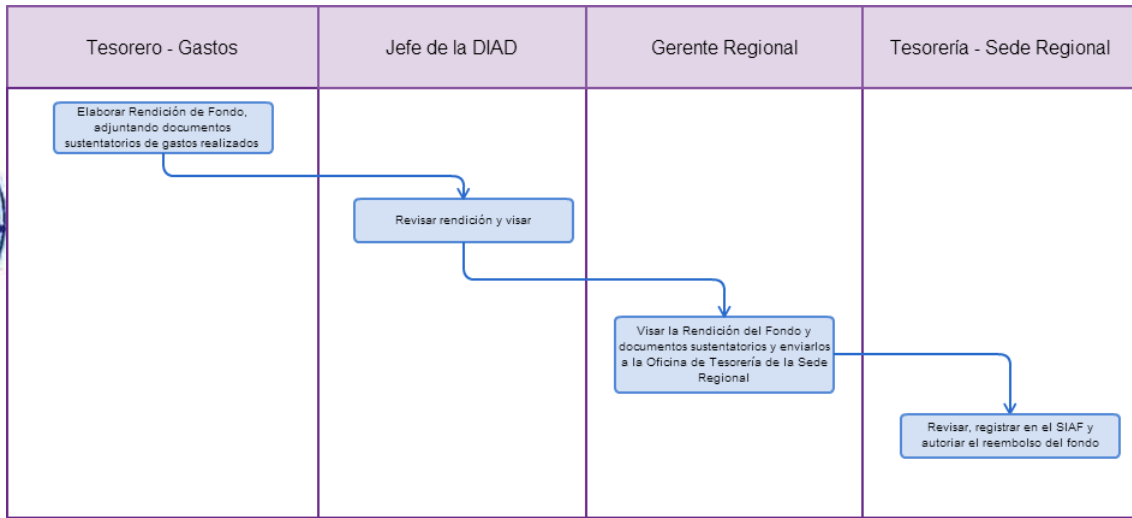 Tesorero - Gastos
Jefe de la DIAD
Gerente Regional
Tesorería - Sede Regional
Elaborar Rendición de Fondo,
adjuntando documentos
sustentatorios de gastos realizados
Revisar rendición y visar
Visar la Rendición del Fondo y
documentos sustentatorios y enviarlos
a la Oficina de Tesorería de la Sede
Regional
Revisar, registrar en el SIAF y
autoriar el reembolso del fondo